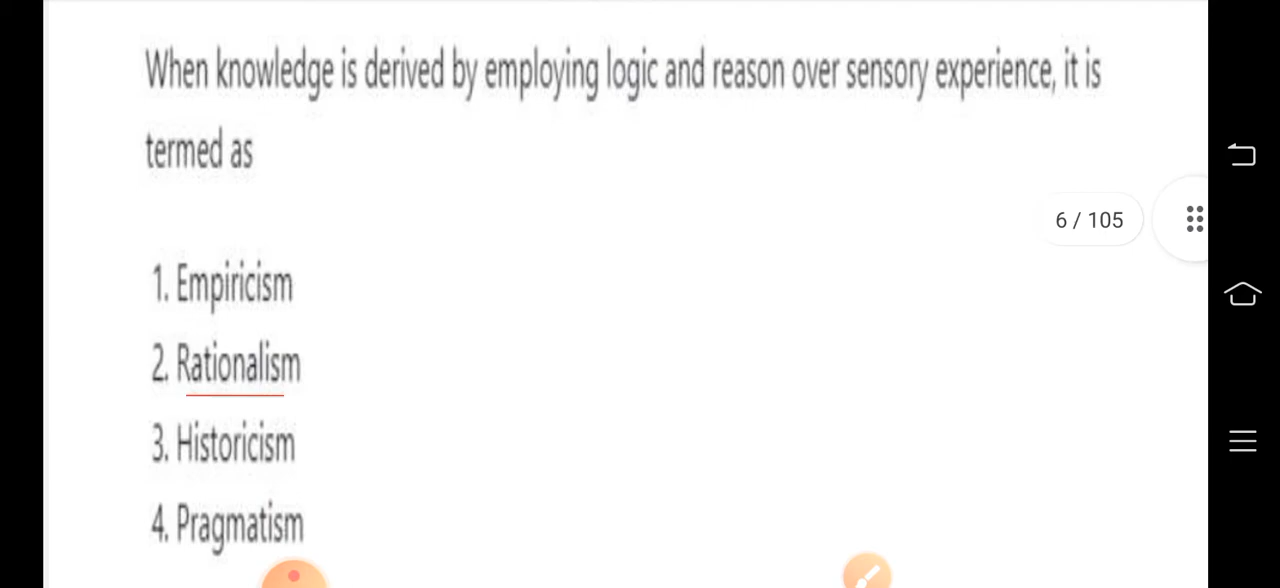 When knowledge is derived by employing logic and reason over sensory experience, it is
termed as
6 / 105
1. Empiricism
2. Rationalism
3. Historicism
4. Pragmatism